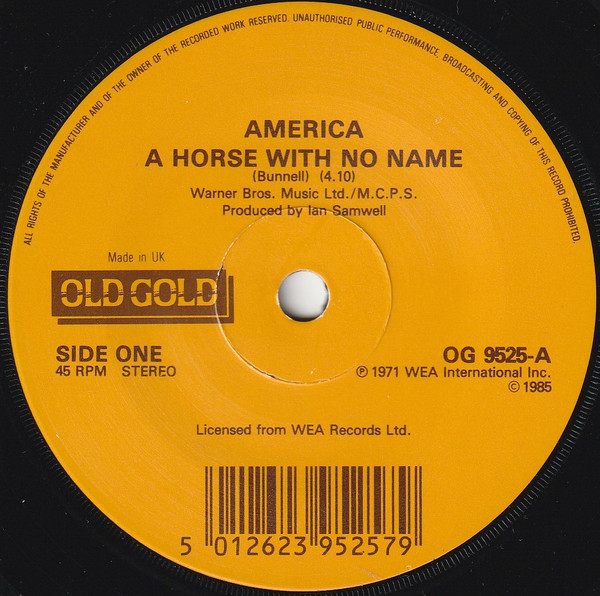 ALL RIGHTS OF THE MANUFACTURER AND OF THE OWNER OF THE RECORDED WORK RESERVED. UNAUTHORISED PUBLIC PERFORMANCE, BROADCASTING AND COPYING OF THIS RECORD PROHIBITED.
AMERICA
A HORSE WITH NO NAME
(Bunnell) (4.10)
Warner Bros. Music Ltd./M.C.P.S.
Produced by Ian Samwell
Made in UK
OLD GOLD
SIDE ONE
45 RPM STEREO
OG 9525-A
℗ 1971 WEA International Inc.
© 1985
Licensed from WEA Records Ltd.
5 012623 952579